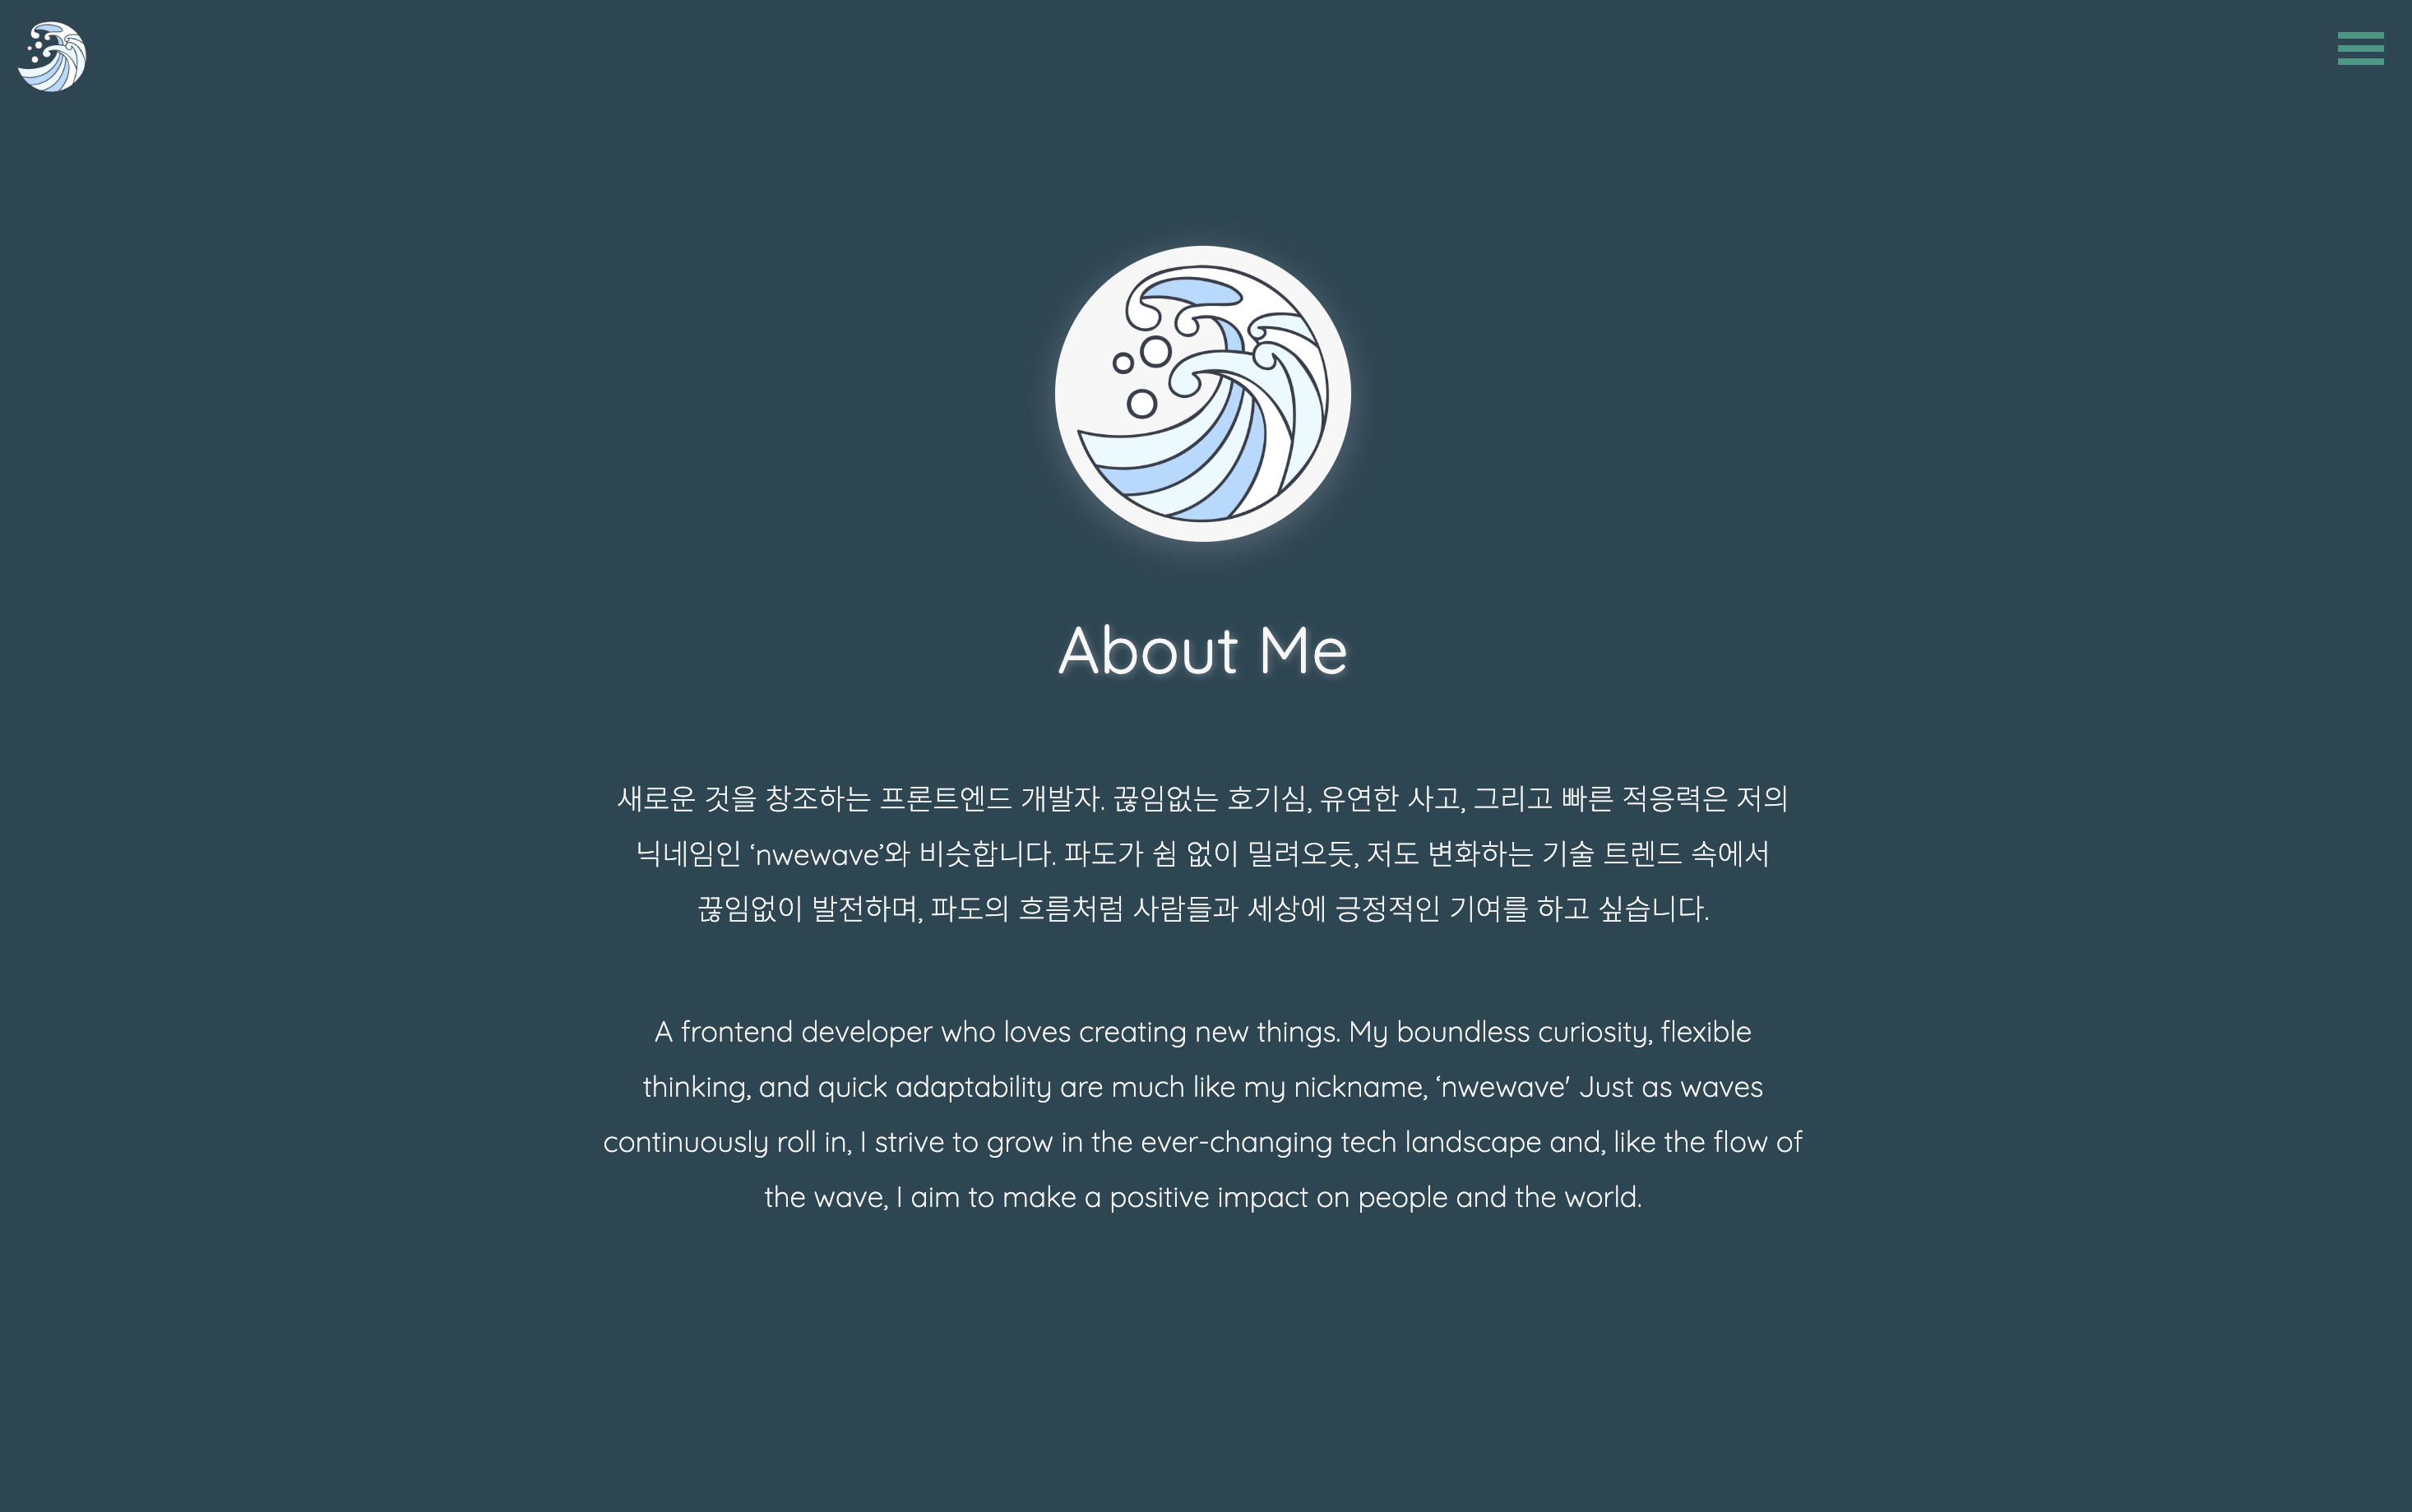 About Me
새로운 것을 창조하는 프론트엔드 개발자. 끊임없는 호기심, 유연한 사고, 그리고 빠른 적응력은 저의
닉네임인 ‘nwewave’와 비슷합니다. 파도가 쉼 없이 밀려오듯, 저도 변화하는 기술 트렌드 속에서
끊임없이 발전하며, 파도의 흐름처럼 사람들과 세상에 긍정적인 기여를 하고 싶습니다.
A frontend developer who loves creating new things. My boundless curiosity, flexible
thinking, and quick adaptability are much like my nickname, ‘nwewave' Just as waves
continuously roll in, I strive to grow in the ever-changing tech landscape and, like the flow of
the wave, I aim to make a positive impact on people and the world.